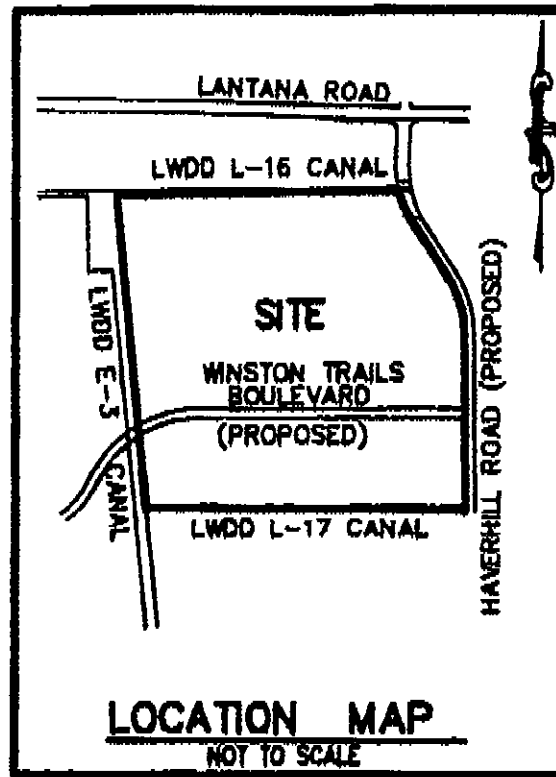 LANTANA ROAD
LWDD L-16 CANAL
SITE
LWDD E-3 CANAL
WINSTON TRAILS
BOULEVARD
(PROPOSED)
HAVERHILL ROAD (PROPOSED)
LWDD L-17 CANAL
LOCATION MAP
NOT TO SCALE